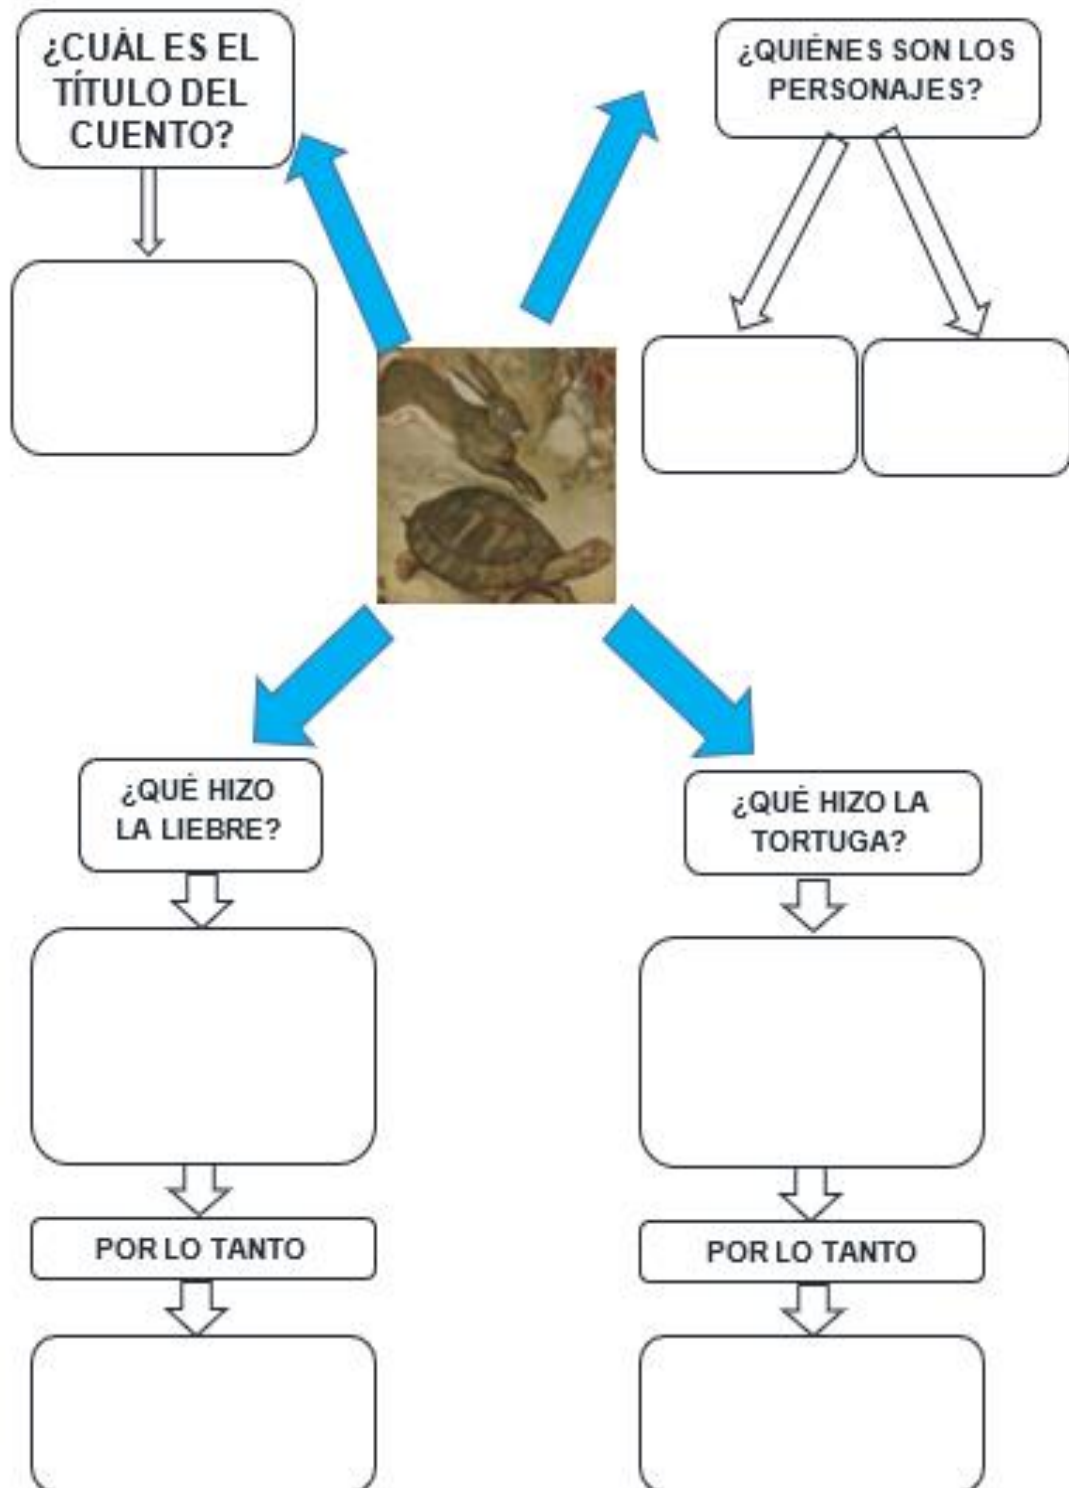 ¿CUÁL ES EL
TÍTULO DEL
CUENTO?
¿QUIÉNES SON LOS
PERSONAJES?
¿QUÉ HIZO
LA LIEBRE?
¿QUÉ HIZO LA
TORTUGA?
POR LO TANTO
POR LO TANTO